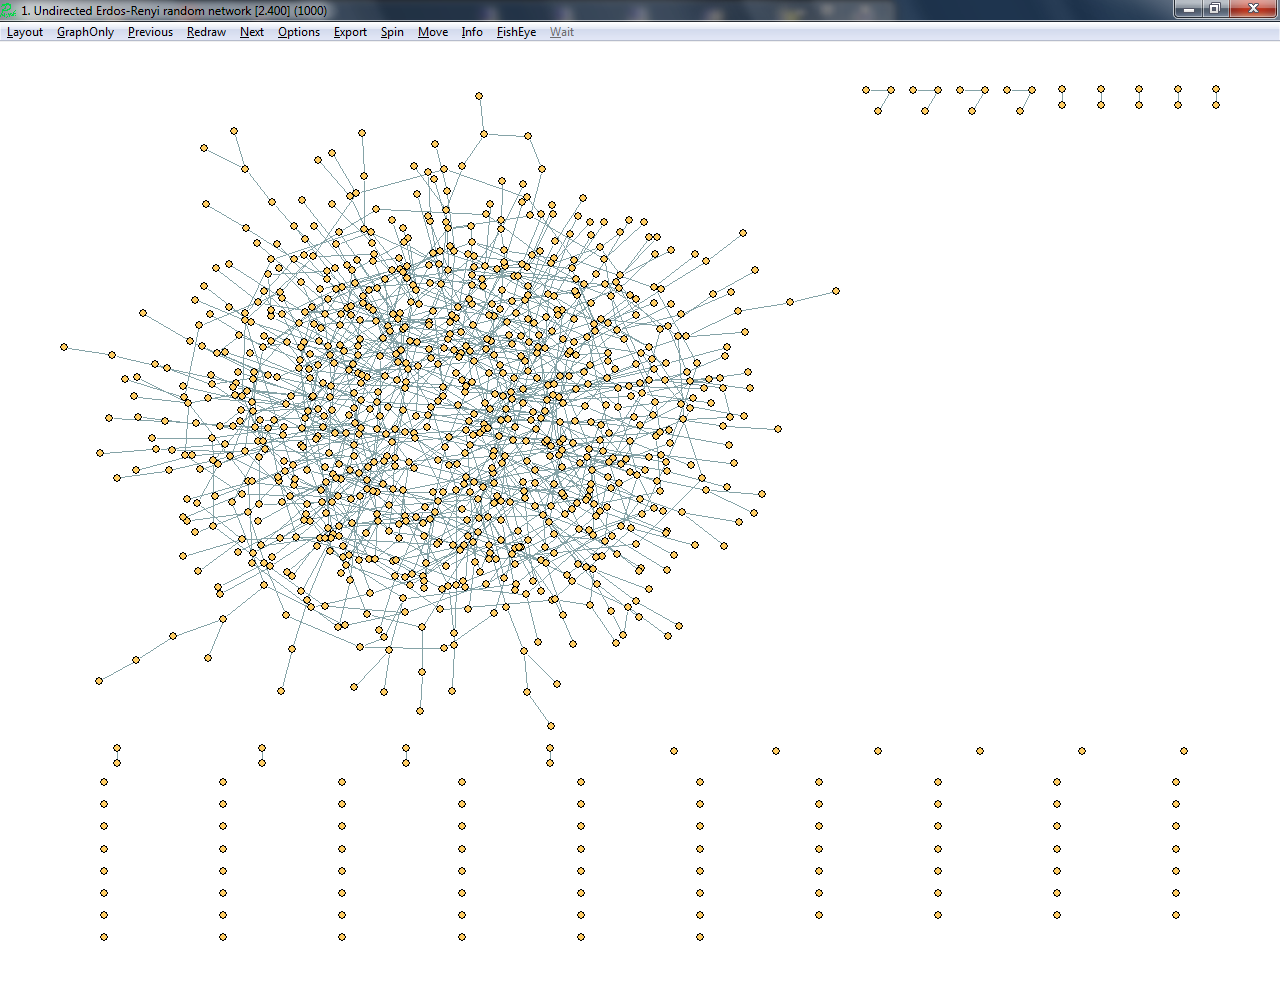 1. Undirected Erdos-Renyi random network [2.400] (1000)
Layout GraphOnly Previous Redraw Next Options Export Spin Move Info FishEye Wait